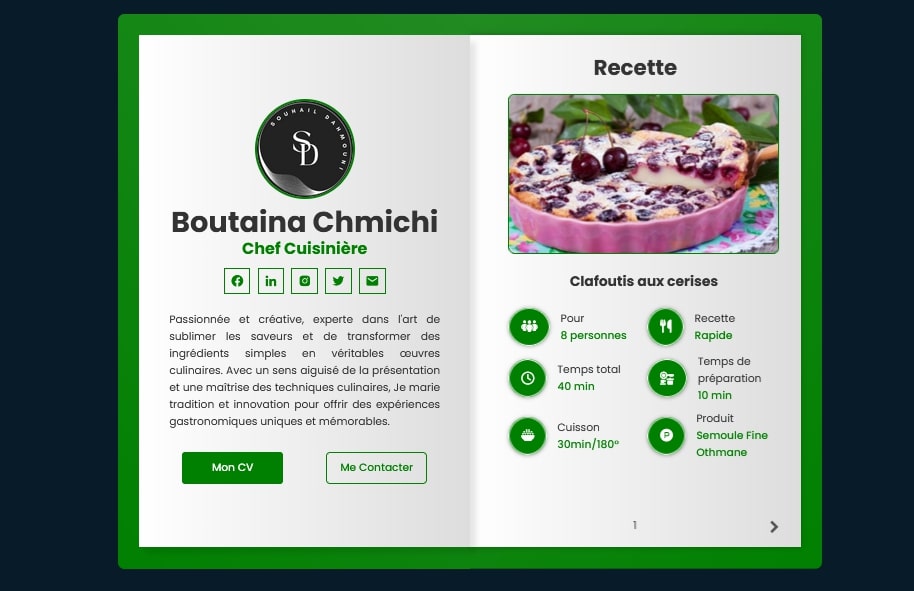 SOUHAIL DAHMOUNI
SD
Boutaina Chmichi
Chef Cuisinière
Passionnée et créative, experte dans l'art de
sublimer les saveurs et de transformer des
ingrédients simples en véritables œuvres
culinaires. Avec un sens aiguisé de la présentation
et une maîtrise des techniques culinaires, Je marie
tradition et innovation pour offrir des expériences
gastronomiques uniques et mémorables.
Mon CV
Me Contacter
Recette
Clafoutis aux cerises
Pour
8 personnes
Recette
Rapide
Temps total
40 min
Temps de
préparation
10 min
Cuisson
30min/180°
P
Produit
Semoule Fine
Othmane
1